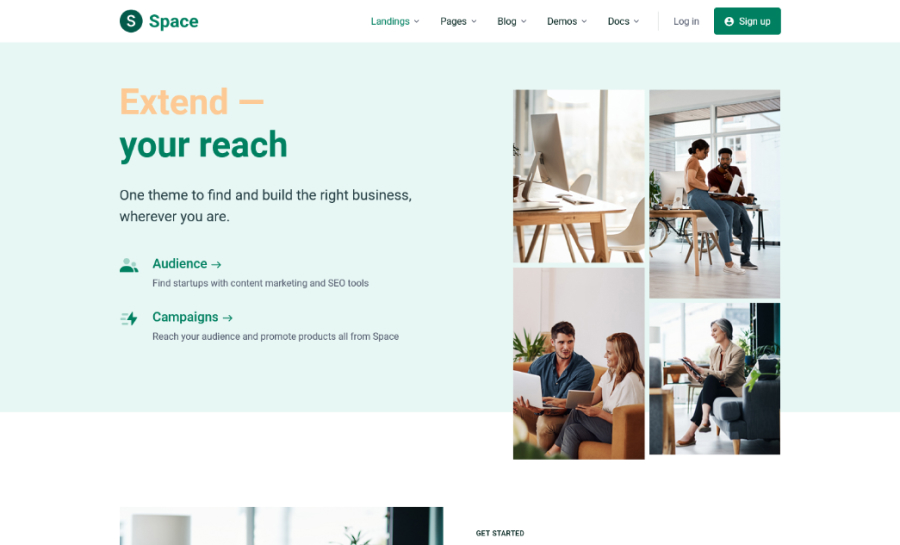 S Space
Landings Pages Blog Demos Docs Log in Sign up
Extend —
your reach
One theme to find and build the right business,
wherever you are.
Audience →
Find startups with content marketing and SEO tools
Campaigns →
Reach your audience and promote products all from Space
GET STARTED